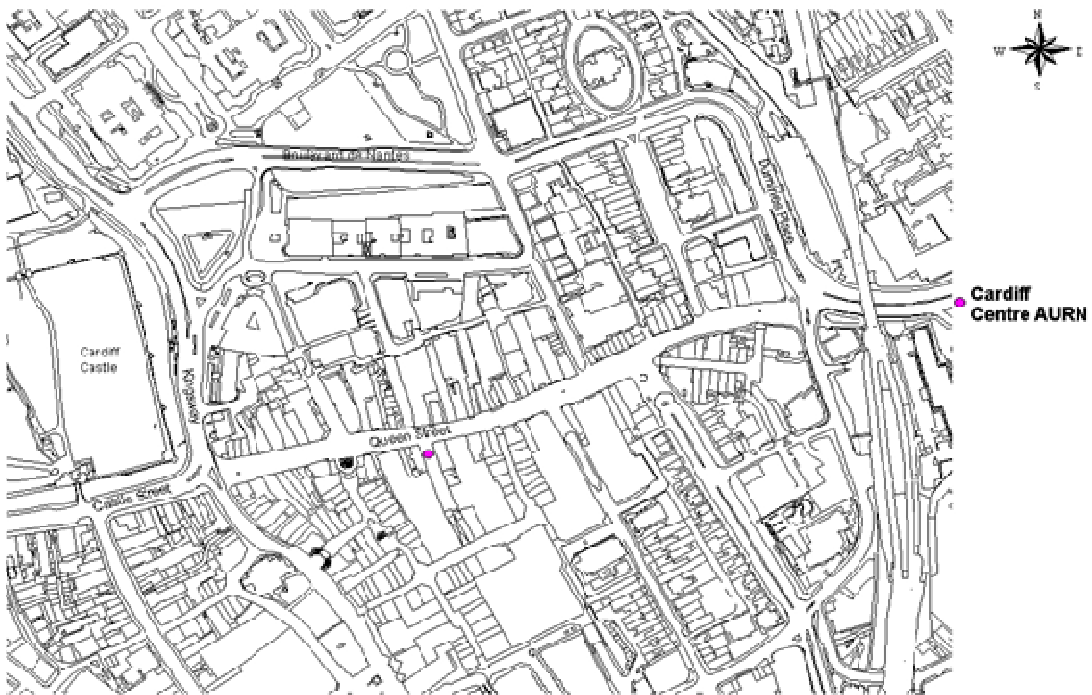 N
W E
S
Boulevard de Nantes
Dumfries Place
Cardiff
Centre AURN
Cardiff
Castle
Kingsway
Queen Street
Castle Street